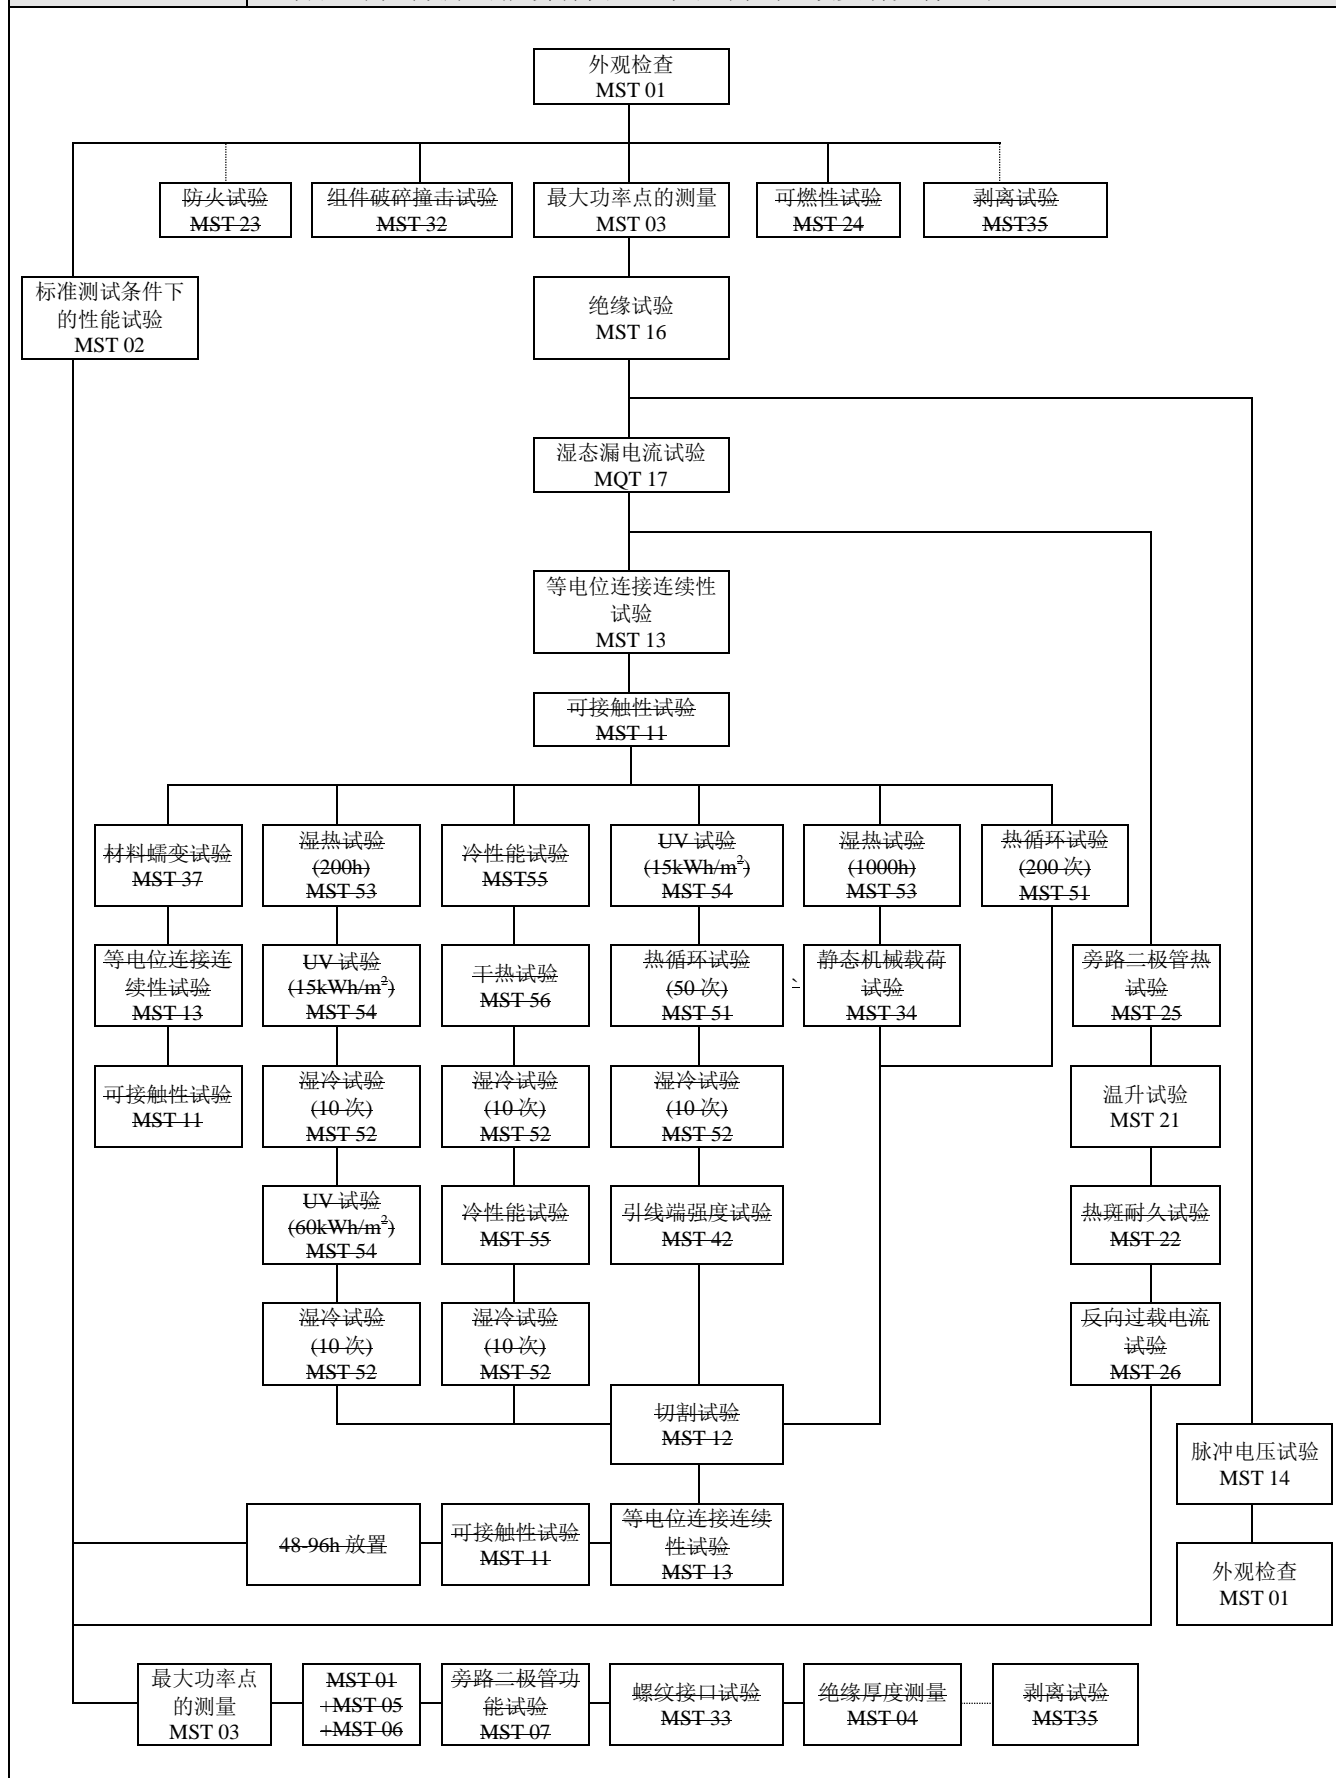 外观检查
MST 01
防火试验
MST 23
组件破碎撞击试验
MST 32
最大功率点的测量
MST 03
可燃性试验
MST 24
剥离试验
MST35
标准测试条件下
的性能试验
MST 02
绝缘试验
MST 16
湿态漏电流试验
MQT 17
等电位连接连续性
试验
MST 13
可接触性试验
MST 11
材料蠕变试验
MST 37
湿热试验
(200h)
MST 53
冷性能试验
MST55
UV 试验
(15kWh/m²)
MST 54
湿热试验
(1000h)
MST 53
热循环试验
(200 次)
MST 51
等电位连接连
续性试验
MST 13
UV 试验
(15kWh/m²)
MST 54
干热试验
MST 56
热循环试验
(50 次)
MST 51
、
静态机械载荷
试验
MST 34
旁路二极管热
试验
MST 25
可接触性试验
MST 11
湿冷试验
(10 次)
MST 52
湿冷试验
(10 次)
MST 52
湿冷试验
(10 次)
MST 52
温升试验
MST 21
UV 试验
(60kWh/m²)
MST 54
冷性能试验
MST 55
引线端强度试验
MST 42
热斑耐久试验
MST 22
湿冷试验
(10 次)
MST 52
湿冷试验
(10 次)
MST 52
反向过载电流
试验
MST 26
切割试验
MST 12
脉冲电压试验
MST 14
48-96h 放置
可接触性试验
MST 11
等电位连接连续
性试验
MST 13
外观检查
MST 01
最大功率点
的测量
MST 03
MST 01
+MST 05
+MST 06
旁路二极管功
能试验
MST 07
螺纹接口试验
MST 33
绝缘厚度测量
MST 04
剥离试验
MST35